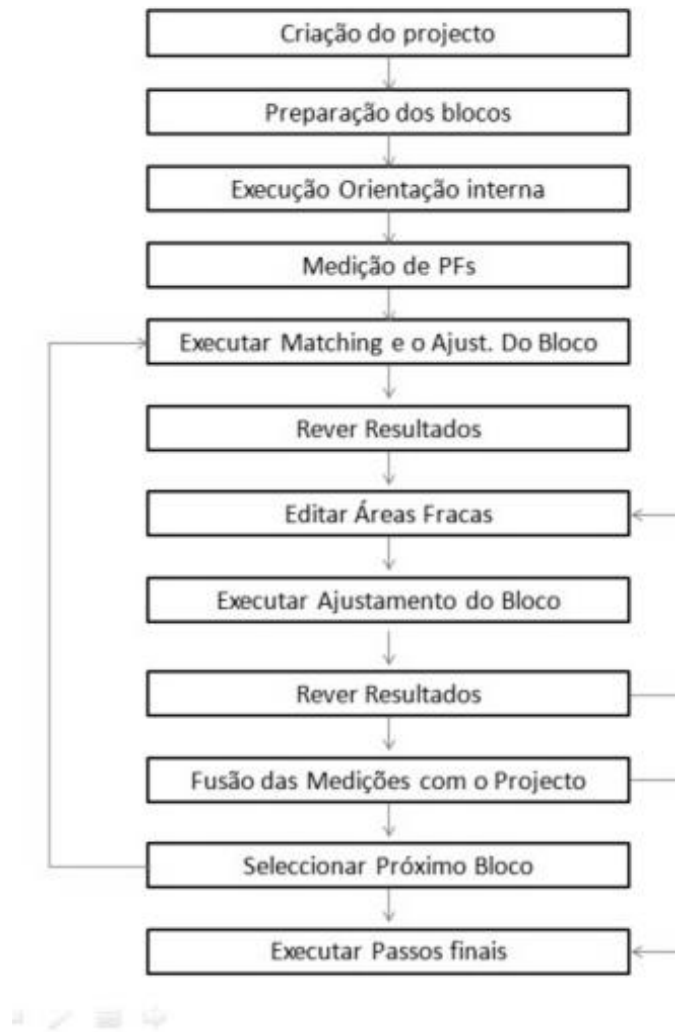 Criação do projecto
Preparação dos blocos
Execução Orientação interna
Medição de PFs
Executar Matching e o Ajust. Do Bloco
Rever Resultados
Editar Áreas Fracas
Executar Ajustamento do Bloco
Rever Resultados
Fusão das Medições com o Projecto
Seleccionar Próximo Bloco
Executar Passos finais